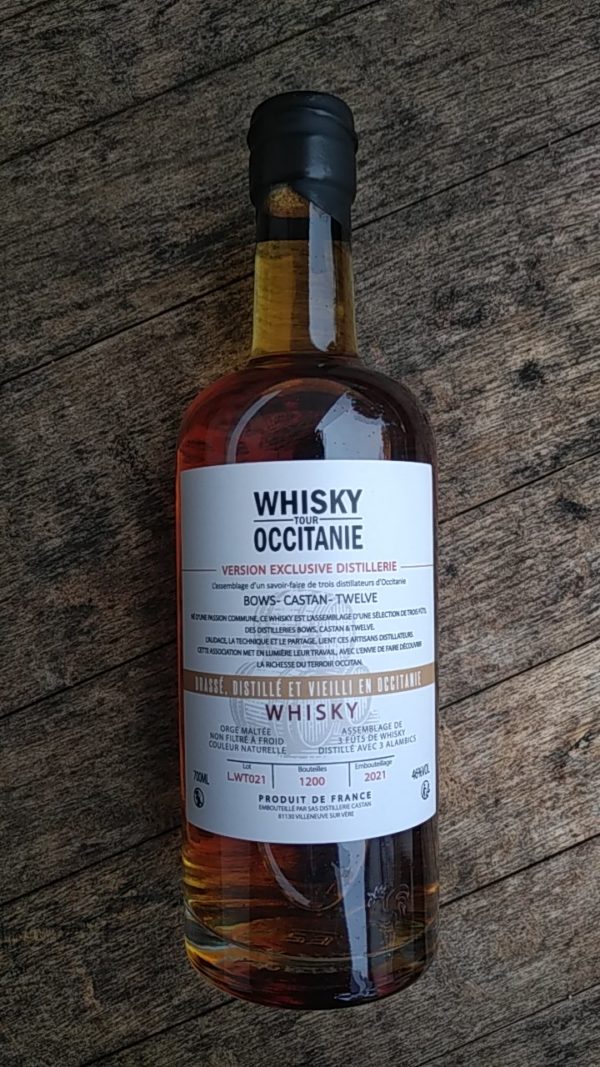 WHISKY
TOUR
OCCITANIE
VERSION EXCLUSIVE DISTILLERIE
L'assemblage d'un savoir-faire de trois distillateurs d'Occitanie
BOWS- CASTAN- TWELVE
NÉ D'UNE PASSION COMMUNE, CE WHISKY EST L'ASSEMBLAGE D'UNE SÉLECTION DE TROIS FÛTS
DES DISTILLERIES BOWS, CASTAN & TWELVE.
L'AUDACE, LA TECHNIQUE ET LE PARTAGE, LIENT CES ARTISANS DISTILLATEURS.
CETTE ASSOCIATION MET EN LUMIÈRE LEUR TRAVAIL, AVEC L'ENVIE DE FAIRE DÉCOUVRIR
LA RICHESSE DU TERROIR OCCITAN.
BRASSÉ, DISTILLÉ ET VIEILLI EN OCCITANIE
WHISKY
ORGE MALTÉE
NON FILTRÉ À FROID
COULEUR NATURELLE
ASSEMBLAGE DE
3 FÛTS DE WHISKY
DISTILLÉ AVEC 3 ALAMBICS
700ML
Lot
L.WT021
Bouteilles
1200
Embouteillage
2021
46%VOL
PRODUIT DE FRANCE
EMBOUTEILLÉ PAR SAS DISTILLERIE CASTAN
81130 VILLENEUVE SUR VÈRE